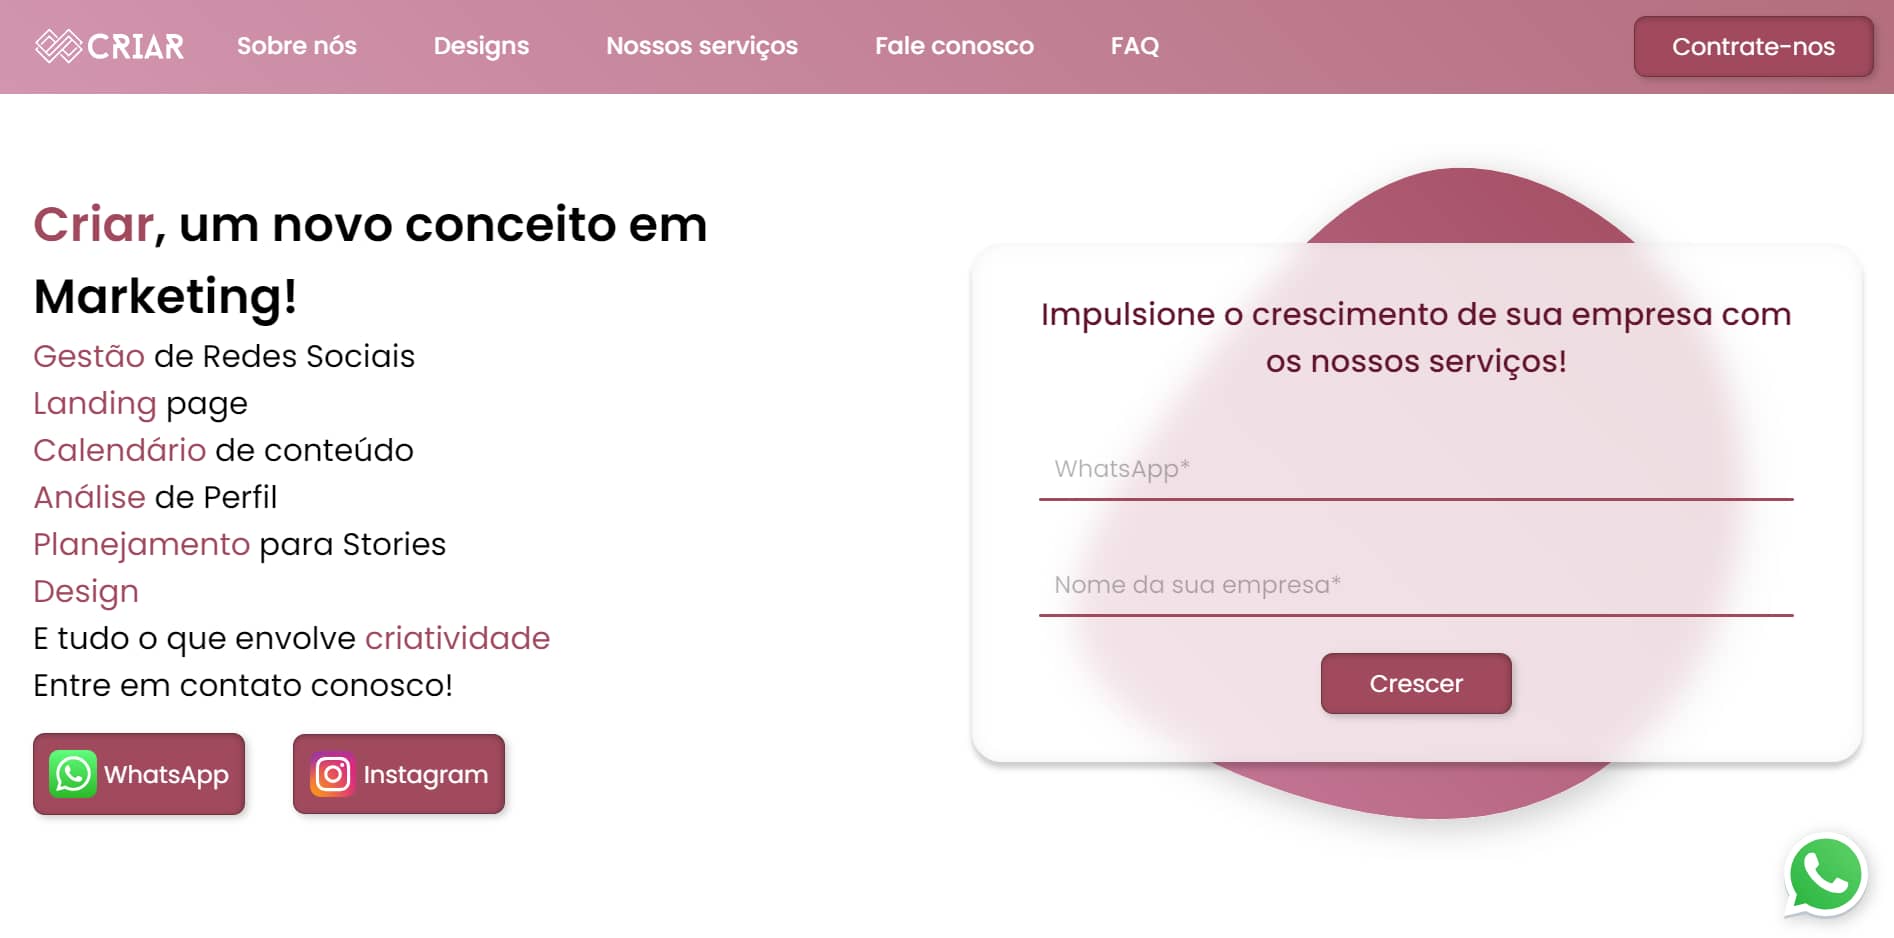 CRIAR
Sobre nós
Designs
Nossos serviços
Fale conosco
FAQ
Contrate-nos
Criar, um novo conceito em
Marketing!
Gestão de Redes Sociais
Landing page
Calendário de conteúdo
Análise de Perfil
Planejamento para Stories
Design
E tudo o que envolve criatividade
Entre em contato conosco!
WhatsApp
Instagram
Impulsione o crescimento de sua empresa com
os nossos serviços!
WhatsApp*
Nome da sua empresa*
Crescer